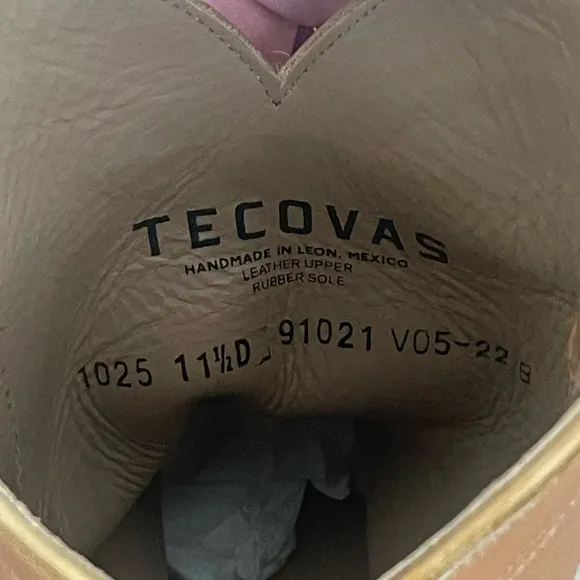 TECOVAS
HANDMADE IN LEON, MEXICO
LEATHER UPPER
RUBBER SOLE
1025 11½D 91021 V05-22